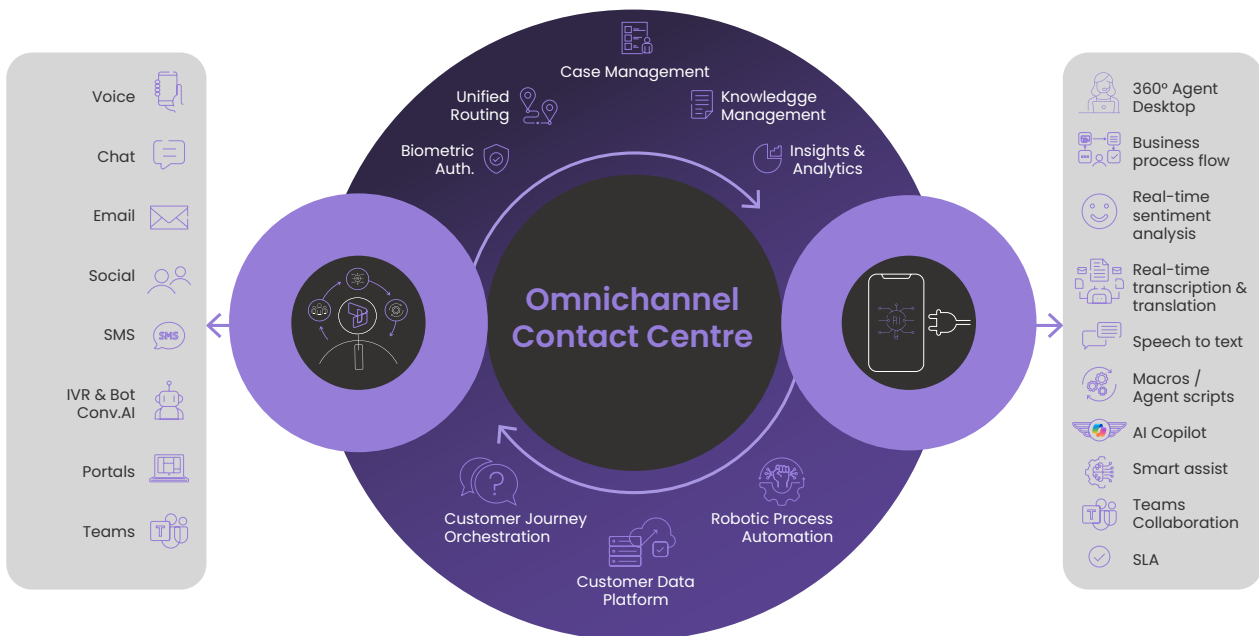 Voice
Chat
Email
Social
SMS
SMS
IVR & Bot
Conv.AI
Portals
Teams
T
Case Management
Unified
Routing
Knowledgge
Management
Biometric
Auth.
Insights &
Analytics
Omnichannel
Contact Centre
AI
?
Customer Journey
Orchestration
Robotic Process
Automation
Customer Data
Platform
360° Agent
Desktop
Business
process flow
Real-time
sentiment
analysis
Real-time
transcription &
translation
Speech to text
Macros /
Agent scripts
AI Copilot
Smart assist
Teams
Collaboration
T
SLA